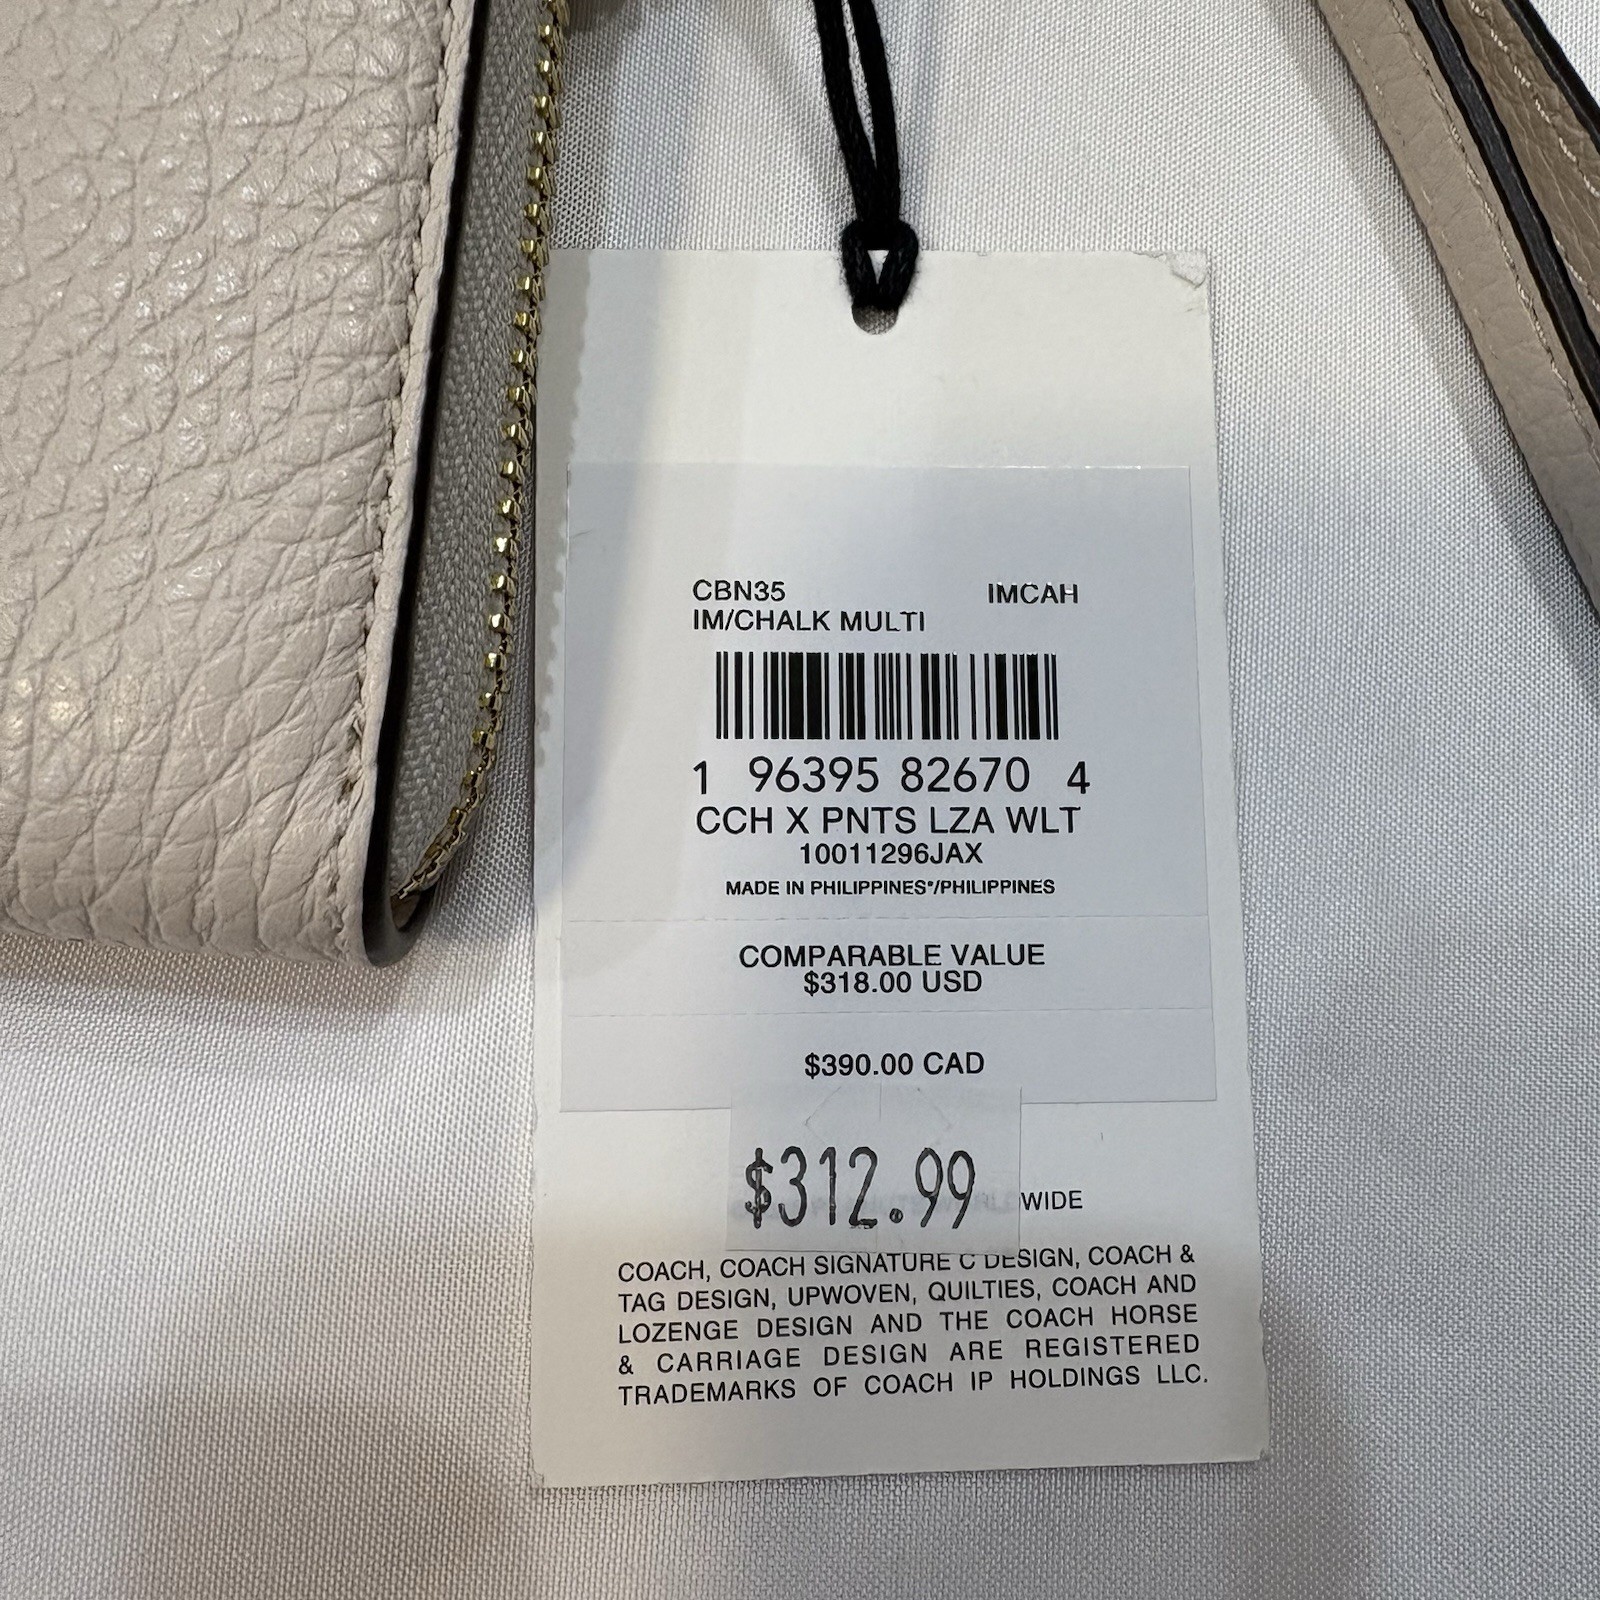 CBN35 IMCAH
IM/CHALK MULTI
1 96395 82670 4
CCH X PNTS LZA WLT
10011296JAX
MADE IN PHILIPPINES*/PHILIPPINES
COMPARABLE VALUE
$318.00 USD
$390.00 CAD
$312.99
WIDE
COACH, COACH SIGNATURE C DESIGN, COACH &
TAG DESIGN, UPWOVEN, QUILTIES, COACH AND
LOZENGE DESIGN AND THE COACH HORSE
& CARRIAGE DESIGN ARE REGISTERED
TRADEMARKS OF COACH IP HOLDINGS LLC.